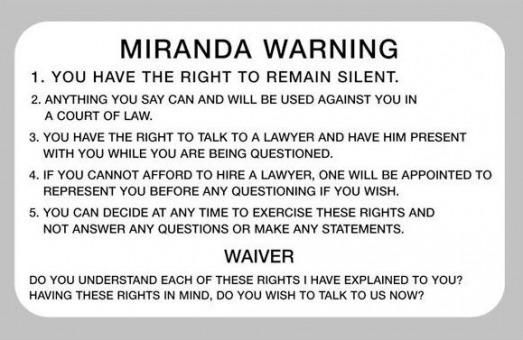 MIRANDA WARNING
1. YOU HAVE THE RIGHT TO REMAIN SILENT.
2. ANYTHING YOU SAY CAN AND WILL BE USED AGAINST YOU IN
A COURT OF LAW.
3. YOU HAVE THE RIGHT TO TALK TO A LAWYER AND HAVE HIM PRESENT
WITH YOU WHILE YOU ARE BEING QUESTIONED.
4. IF YOU CANNOT AFFORD TO HIRE A LAWYER, ONE WILL BE APPOINTED TO
REPRESENT YOU BEFORE ANY QUESTIONING IF YOU WISH.
5. YOU CAN DECIDE AT ANY TIME TO EXERCISE THESE RIGHTS AND
NOT ANSWER ANY QUESTIONS OR MAKE ANY STATEMENTS.
WAIVER
DO YOU UNDERSTAND EACH OF THESE RIGHTS I HAVE EXPLAINED TO YOU?
HAVING THESE RIGHTS IN MIND, DO YOU WISH TO TALK TO US NOW?